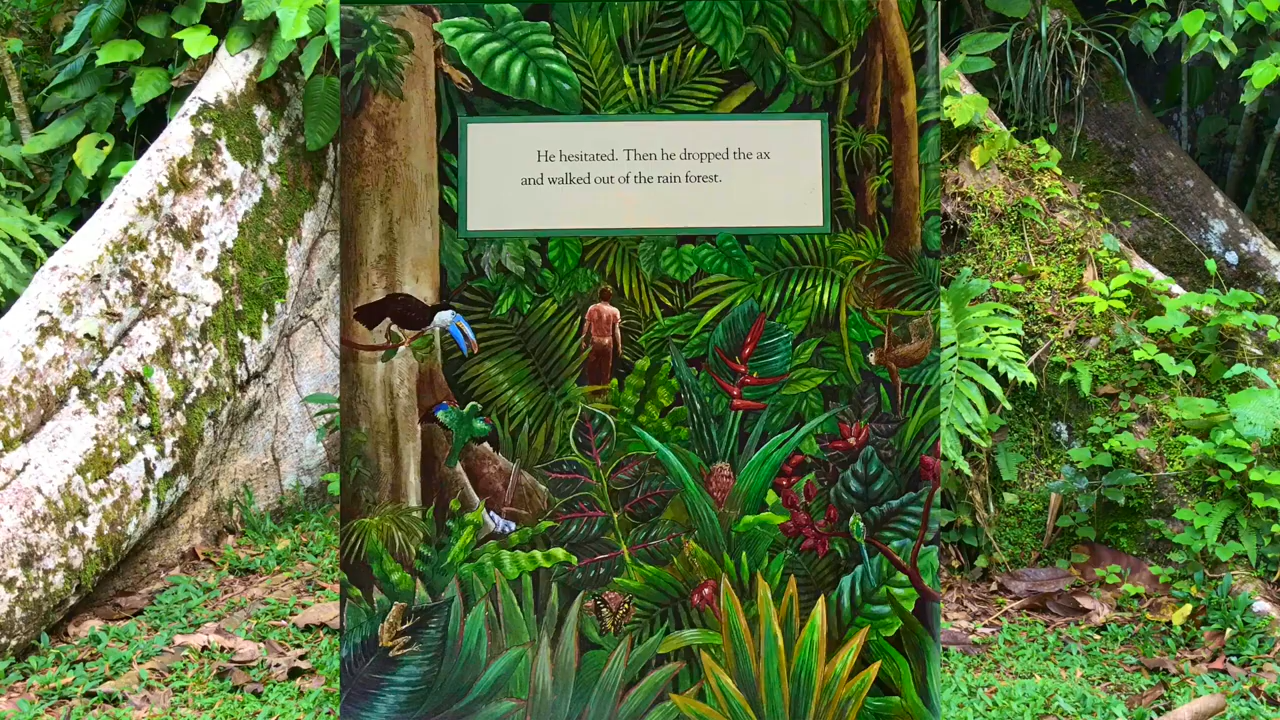 He hesitated. Then he dropped the ax
and walked out of the rain forest.